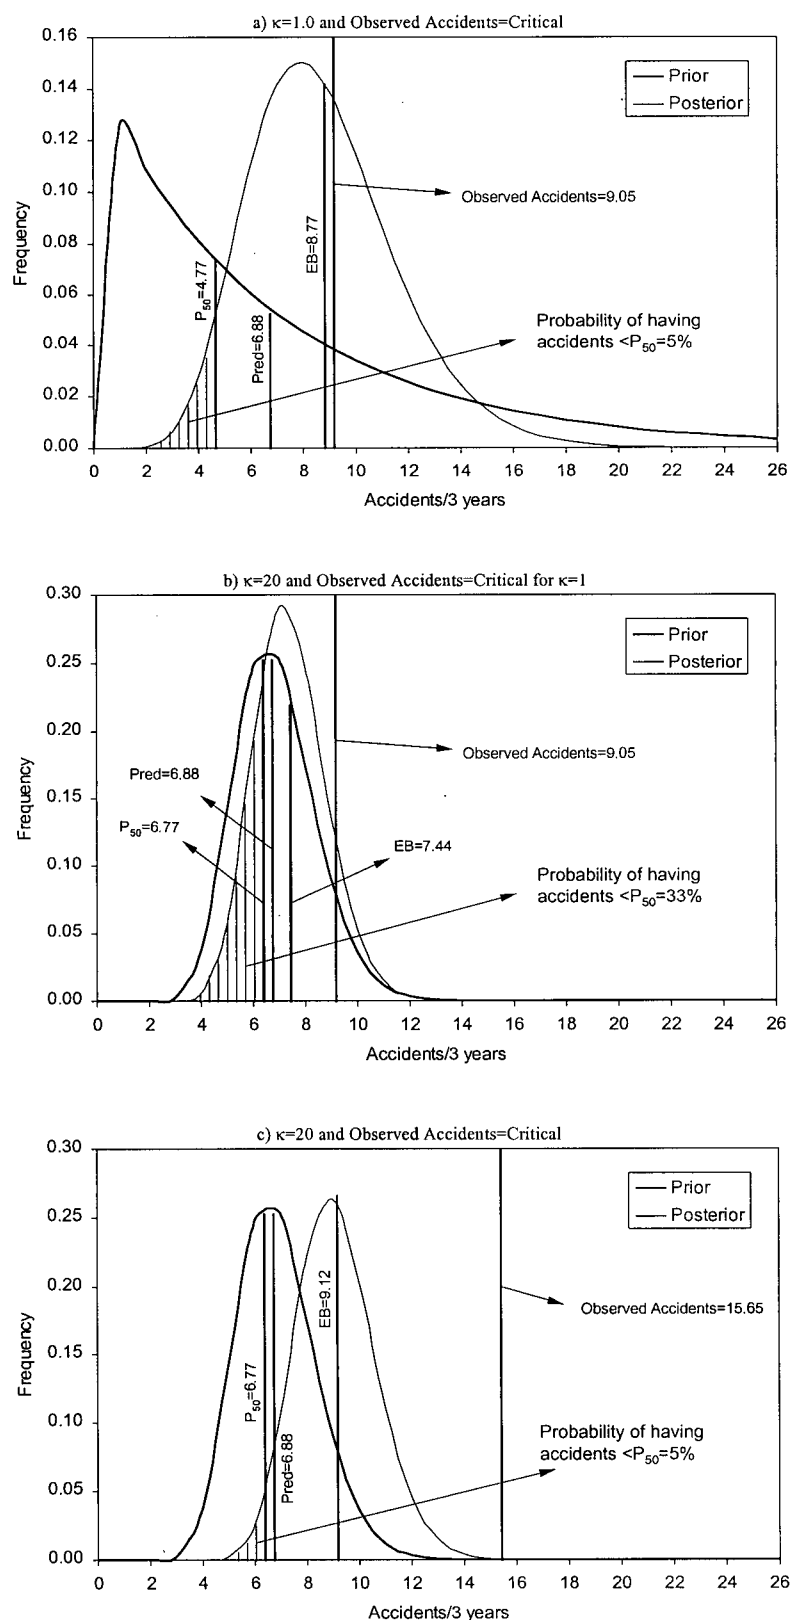 a) κ=1.0 and Observed Accidents=Critical
0.16
0.14
0.12
0.10
0.08
0.06
0.04
0.02
0.00
Frequency
Prior
Posterior
Observed Accidents=9.05
EB=8.77
P50=4.77
Pred=6.88
Probability of having
accidents <P50=5%
0 2 4 6 8 10 12 14 16 18 20 22 24 26
Accidents/3 years
b) κ=20 and Observed Accidents=Critical for κ=1
0.30
0.25
0.20
0.15
0.10
0.05
0.00
Frequency
Prior
Posterior
Observed Accidents=9.05
Pred=6.88
P50=6.77
EB=7.44
Probability of having
accidents <P50=33%
0 2 4 6 8 10 12 14 16 18 20 22 24 26
Accidents/3 years
c) κ=20 and Observed Accidents=Critical
0.30
0.25
0.20
0.15
0.10
0.05
0.00
Frequency
Prior
Posterior
EB=9.12
Observed Accidents=15.65
P50=6.77
Pred=6.88
Probability of having
accidents <P50=5%
0 2 4 6 8 10 12 14 16 18 20 22 24 26
Accidents/3 years